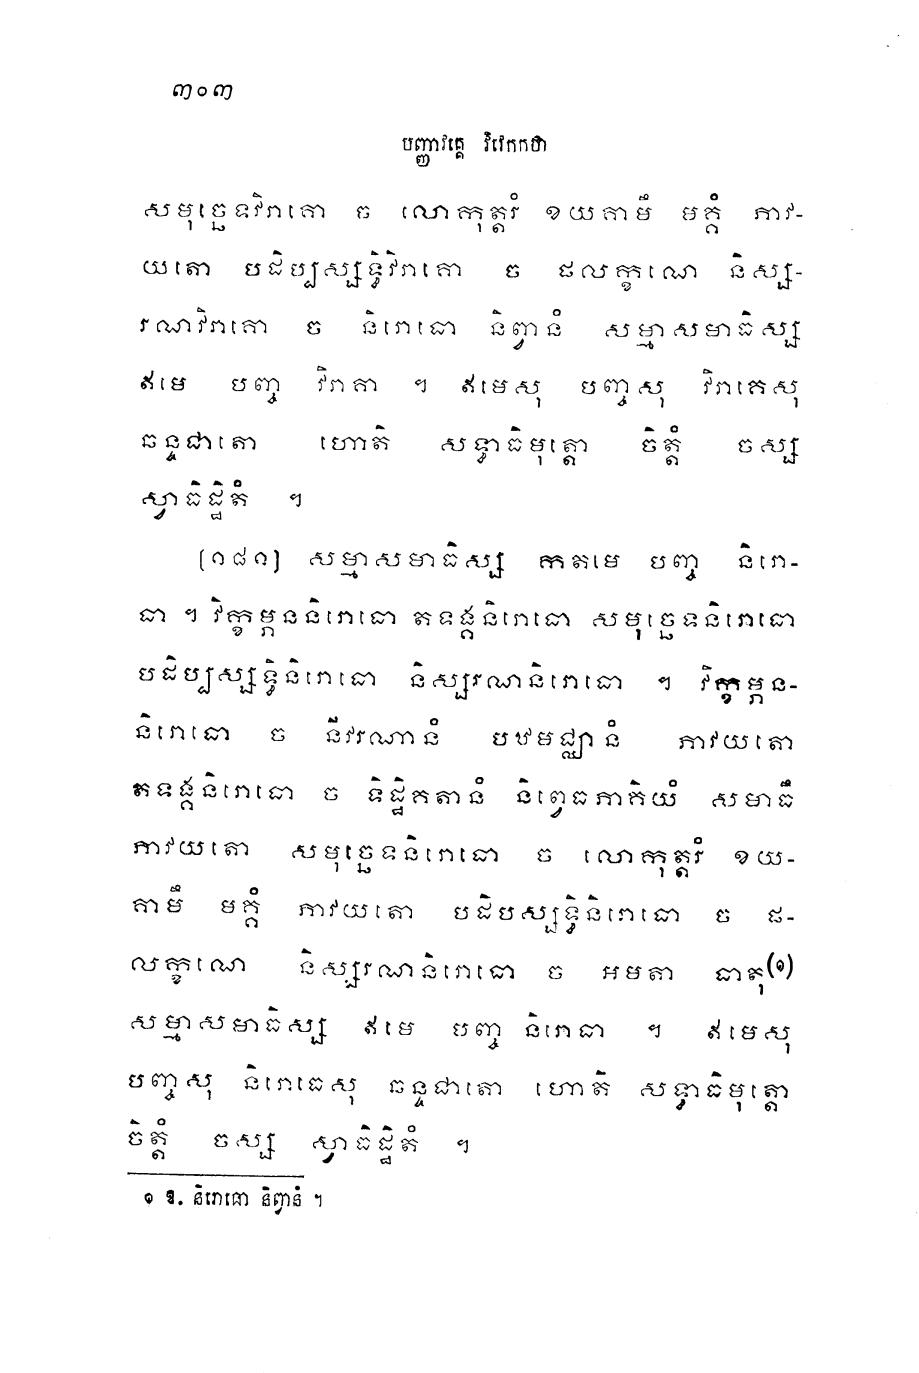 ៣០៣
បញ្ញាវគ្គេ វិវេកកថា
សមុច្ឆេទវិរាគោ ច លោកុត្តរំ ខយគាមឹ មគ្គំ ភាវ-
យតោ បដិប្បស្សទ្ធិវិរាគោ ច ផលក្ខណេ និស្ស-
រណវិរាគោ ច និរោធោ និព្វានំ សម្មាសមាធិស្ស
ឥមេ បញ្ច វិរាគា ។ ឥមេសុ បញ្ចសុ វិរាគេសុ
ឆន្ទជាតោ ហោតិ សទ្ធាធិមុត្តោ ចិត្តំ ចស្ស
ស្វាធិដ្ឋិតំ ។
[១៨១] សម្មាសមាធិស្ស កតមេ បញ្ច និរោ-
ធា ។ វិក្ខម្ភននិរោធោ តទង្គនិរោធោ សមុច្ឆេទនិរោធោ
បដិប្បស្សទ្ធិនិរោធោ និស្សរណនិរោធោ ។ វិក្ខម្ភន-
និរោធោ ច នីវរណានំ បឋមជ្ឈានំ ភាវយតោ
តទង្គនិរោធោ ច ទិដ្ឋិគតានំ និព្វេធភាគិយំ សមាធឹ
ភាវយតោ សមុច្ឆេទនិរោធោ ច លោកុត្តរំ ខយ-
គាមឹ មគ្គំ ភាវយតោ បដិបស្សទ្ធិនិរោធោ ច ផ-
លក្ខណេ និស្សរណនិរោធោ ច អមតា ធាតុ(១)
សម្មាសមាធិស្ស ឥមេ បញ្ច និរោធា ។ ឥមេសុ
បញ្ចសុ និរោធេសុ ឆន្ទជាតោ ហោតិ សទ្ធាធិមុត្តោ
ចិត្តំ ចស្ស ស្វាធិដ្ឋិតំ ។
១ ឱ. និរោធោ និព្វានំ ។